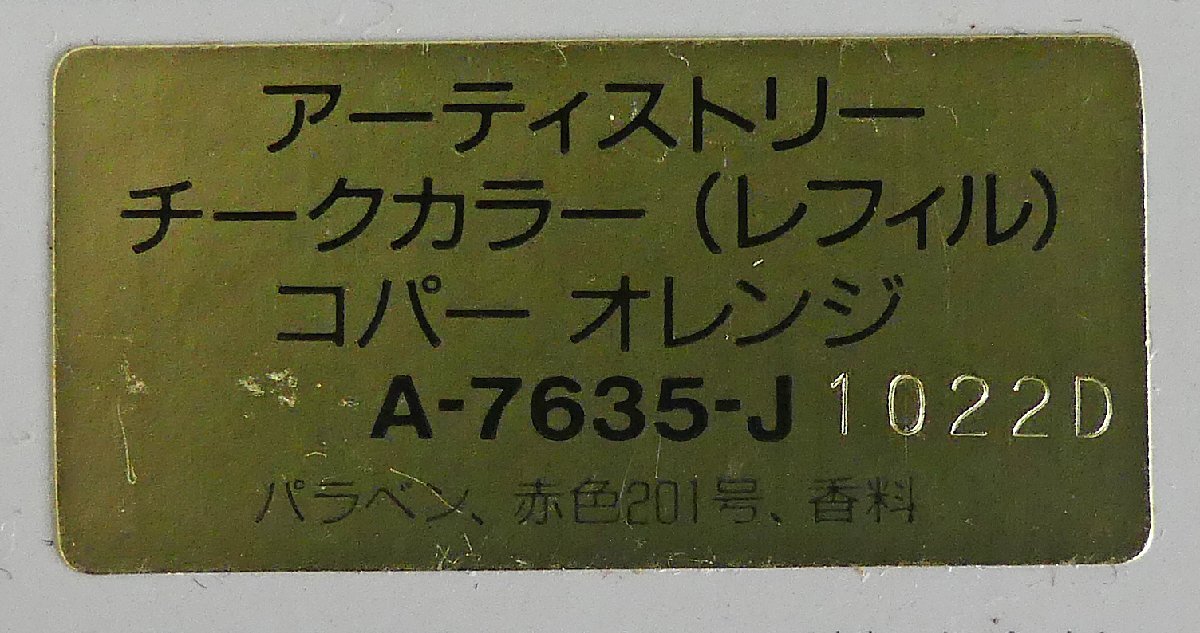 アーティストリー
チークカラー（レフィル）
コパー オレンジ
A-7635-J 1022D
パラベン、赤色201号、香料